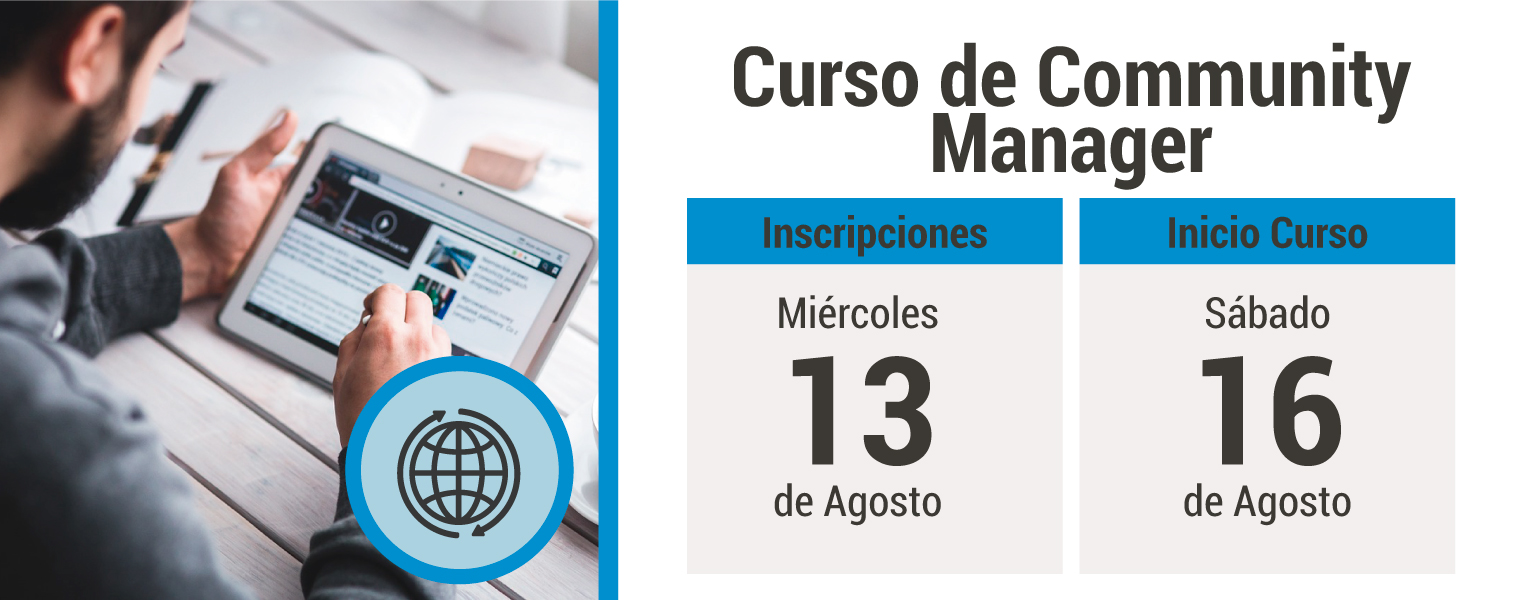 Curso de Community
Manager
Inscripciones
Miércoles
13
de Agosto
Inicio Curso
Sábado
16
de Agosto